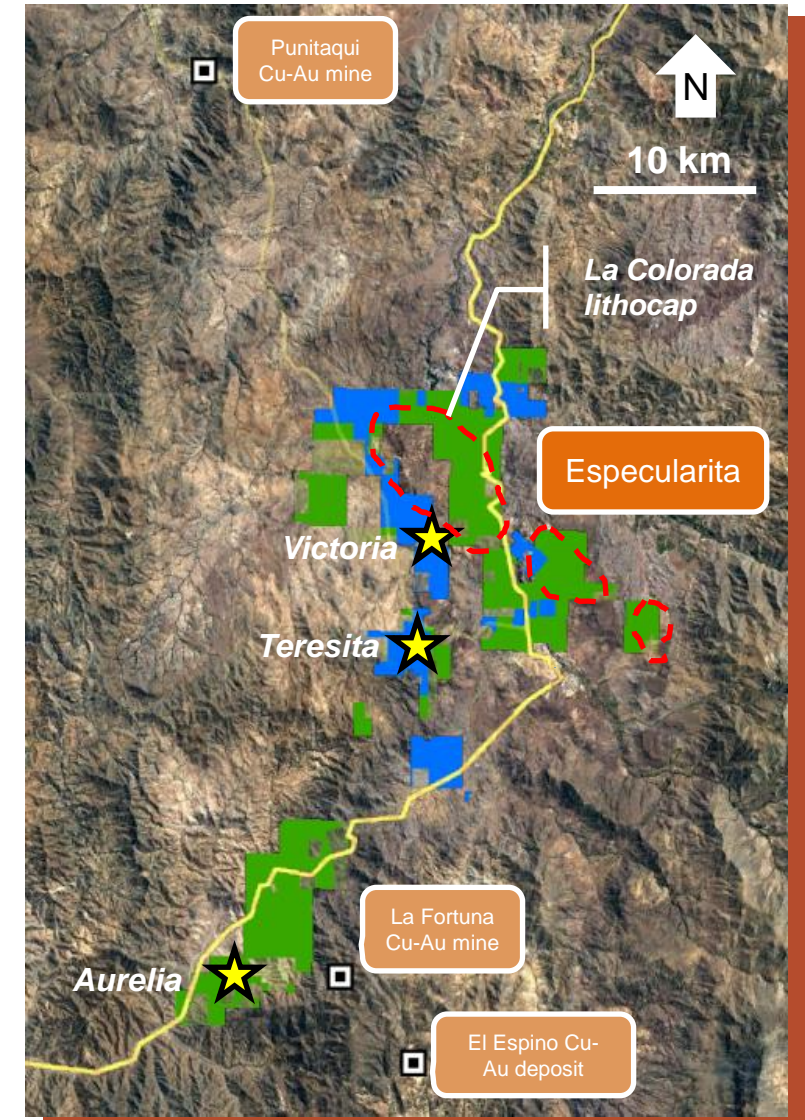 Punitaqui
Cu-Au mine
N
10 km
La Colorada
lithocap
Especularita
Victoria
Teresita
La Fortuna
Cu-Au mine
Aurelia
El Espino Cu-
Au deposit